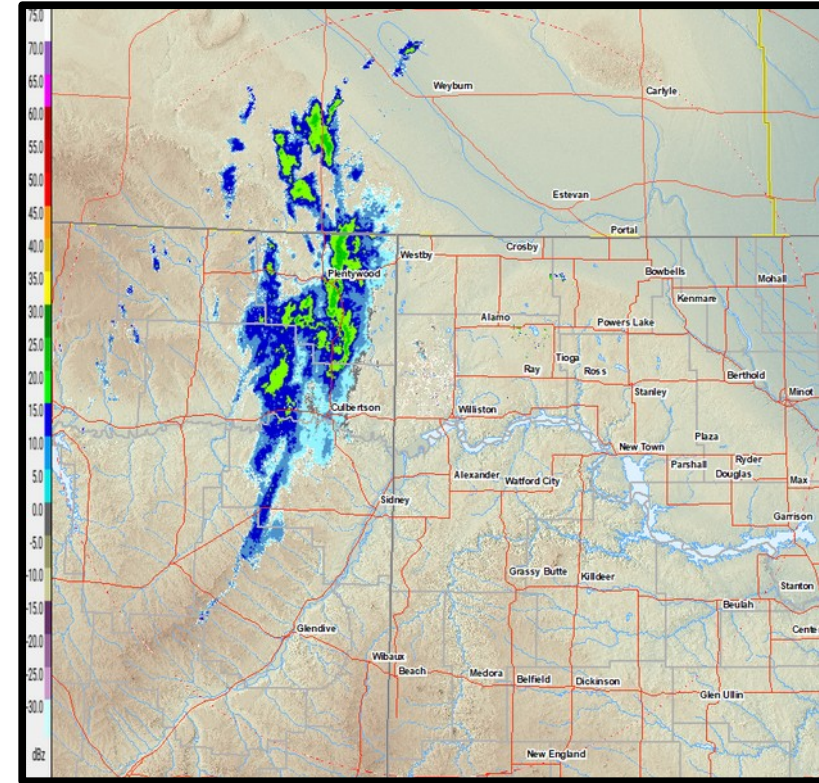 75.0
70.0
65.0
60.0
55.0
50.0
45.0
40.0
35.0
30.0
25.0
20.0
15.0
10.0
5.0
0.0
-5.0
-10.0
-15.0
-20.0
-25.0
-30.0
dBz
Weyburn
Carlyle
Estevan
Portal
Crosby
Westby
Plentywood
Bowbells
Mohall
Kenmare
Alamo
Powers Lake
Tioga
Ray
Ross
Berthold
Stanley
Minot
Culbertson
Williston
Plaza
New Town
Ryder
Parshall
Douglas
Alexander
Watford City
Max
Sidney
Garrison
Grassy Butte
Killdeer
Stanton
Beulah
Cente
Glendive
Wibaux
Beach
Medora
Belfield
Dickinson
Glen Ullin
New England